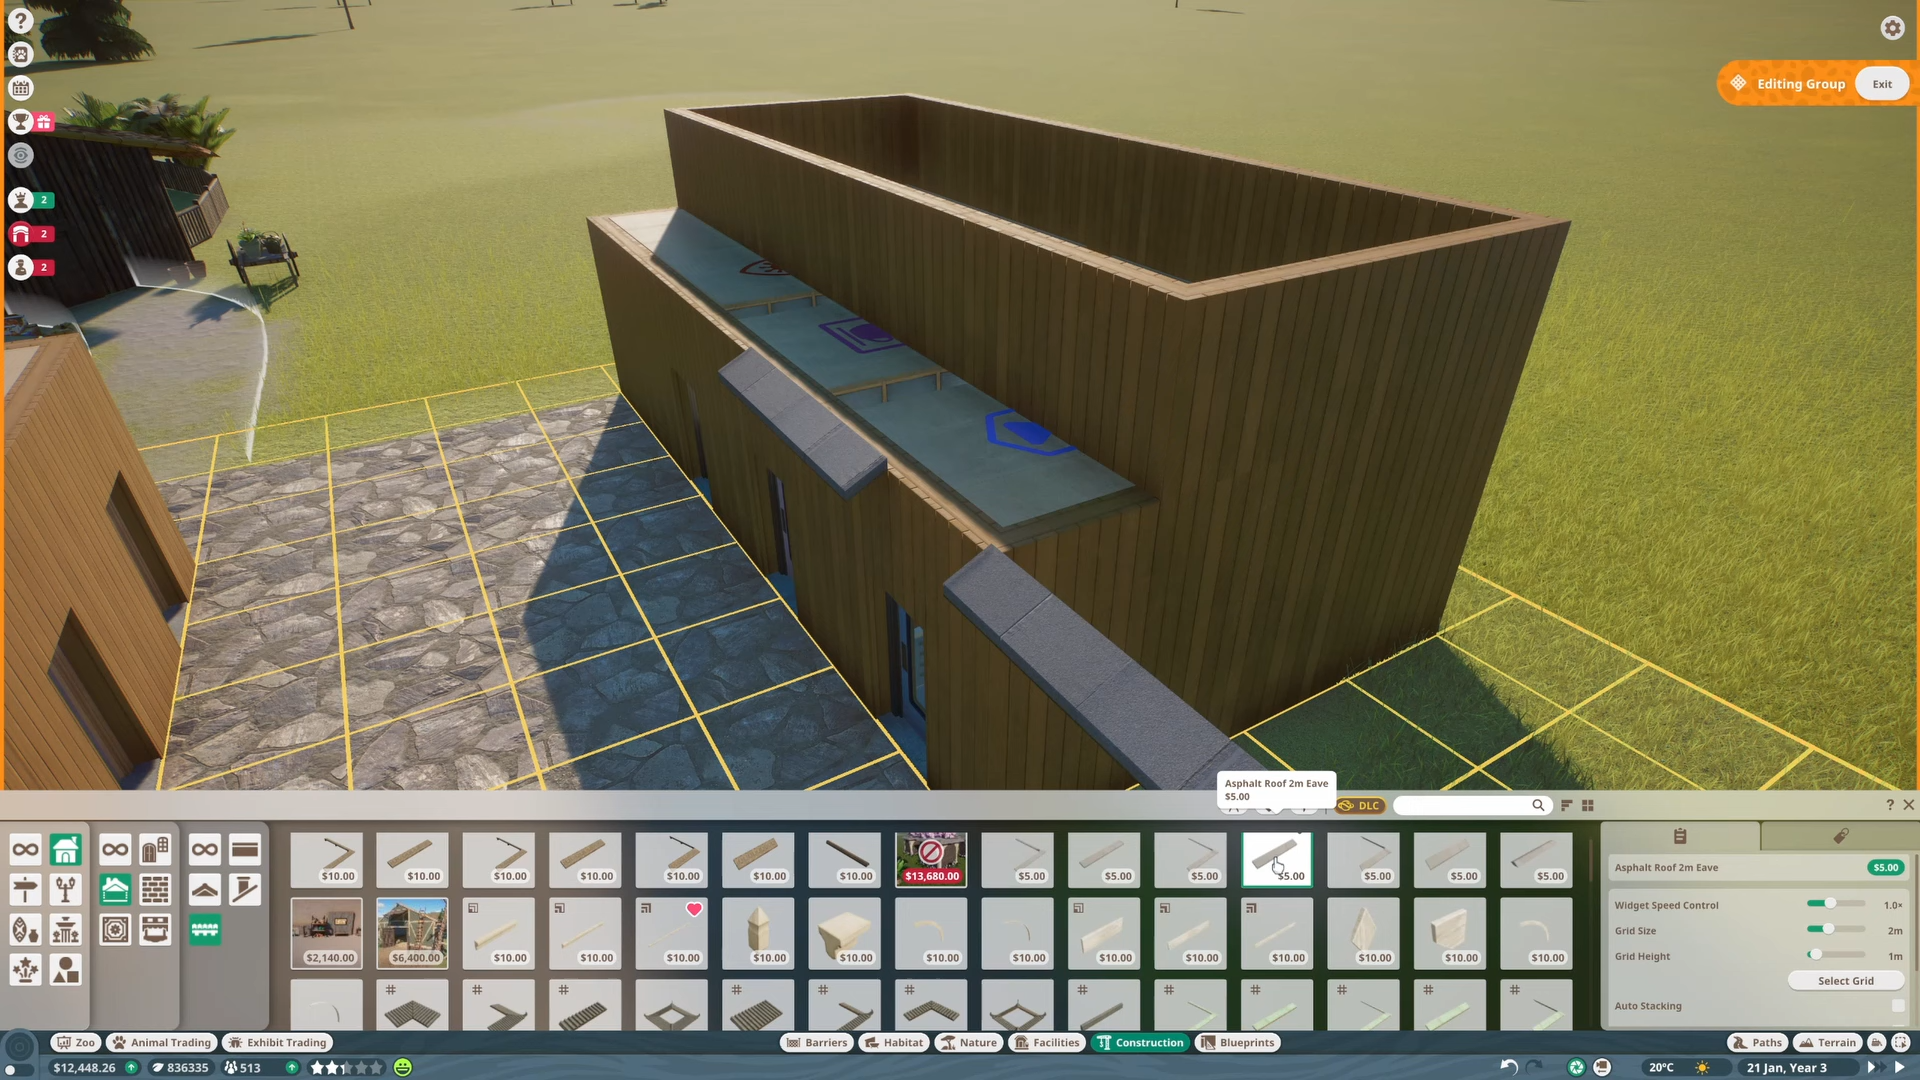 ?
Editing Group
Exit
2
2
2
Asphalt Roof 2m Eave
$5.00
DLC
?
$10.00
$10.00
$10.00
$10.00
$10.00
$10.00
$10.00
$13,680.00
$5.00
$5.00
$5.00
$5.00
$5.00
$5.00
$5.00
$2,140.00
$6,400.00
$10.00
$10.00
$10.00
$10.00
$10.00
$10.00
$10.00
$10.00
$10.00
$10.00
$10.00
$10.00
$10.00
Asphalt Roof 2m Eave
$5.00
Widget Speed Control
1.0×
Grid Size
2m
Grid Height
1m
Select Grid
Auto Stacking
Zoo
Animal Trading
Exhibit Trading
Barriers
Habitat
Nature
Facilities
Construction
Blueprints
Paths
Terrain
$12,448.26
836335
513
20°C
21 Jan, Year 3